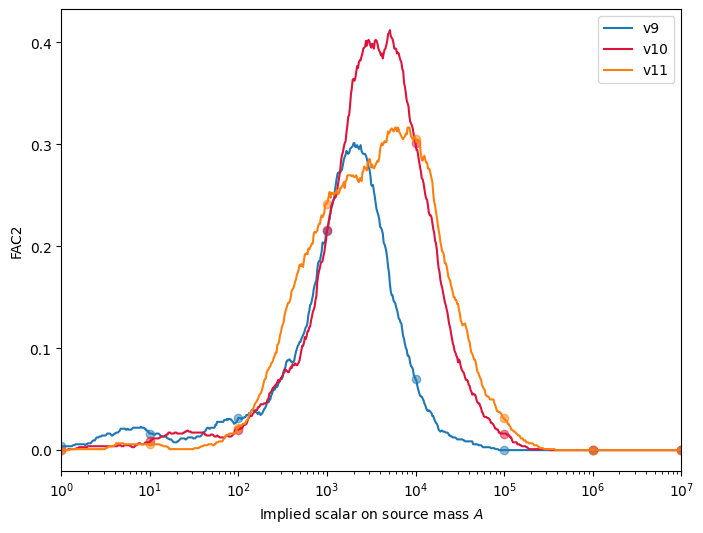 v9
v10
v11
FAC2
0.4
0.3
0.2
0.1
0.0
10⁰ 10¹ 10² 10³ 10⁴ 10⁵ 10⁶ 10⁷
Implied scalar on source mass A